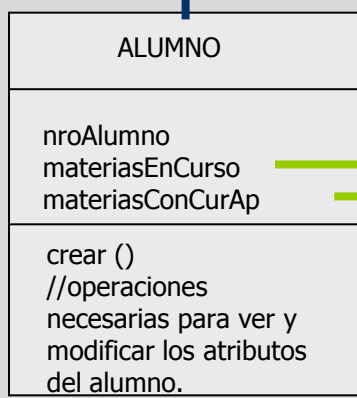 ALUMNO
nroAlumno
materiasEnCurso
materiasConCurAp
crear ()
//operaciones
necesarias para ver y
modificar los atributos
del alumno.